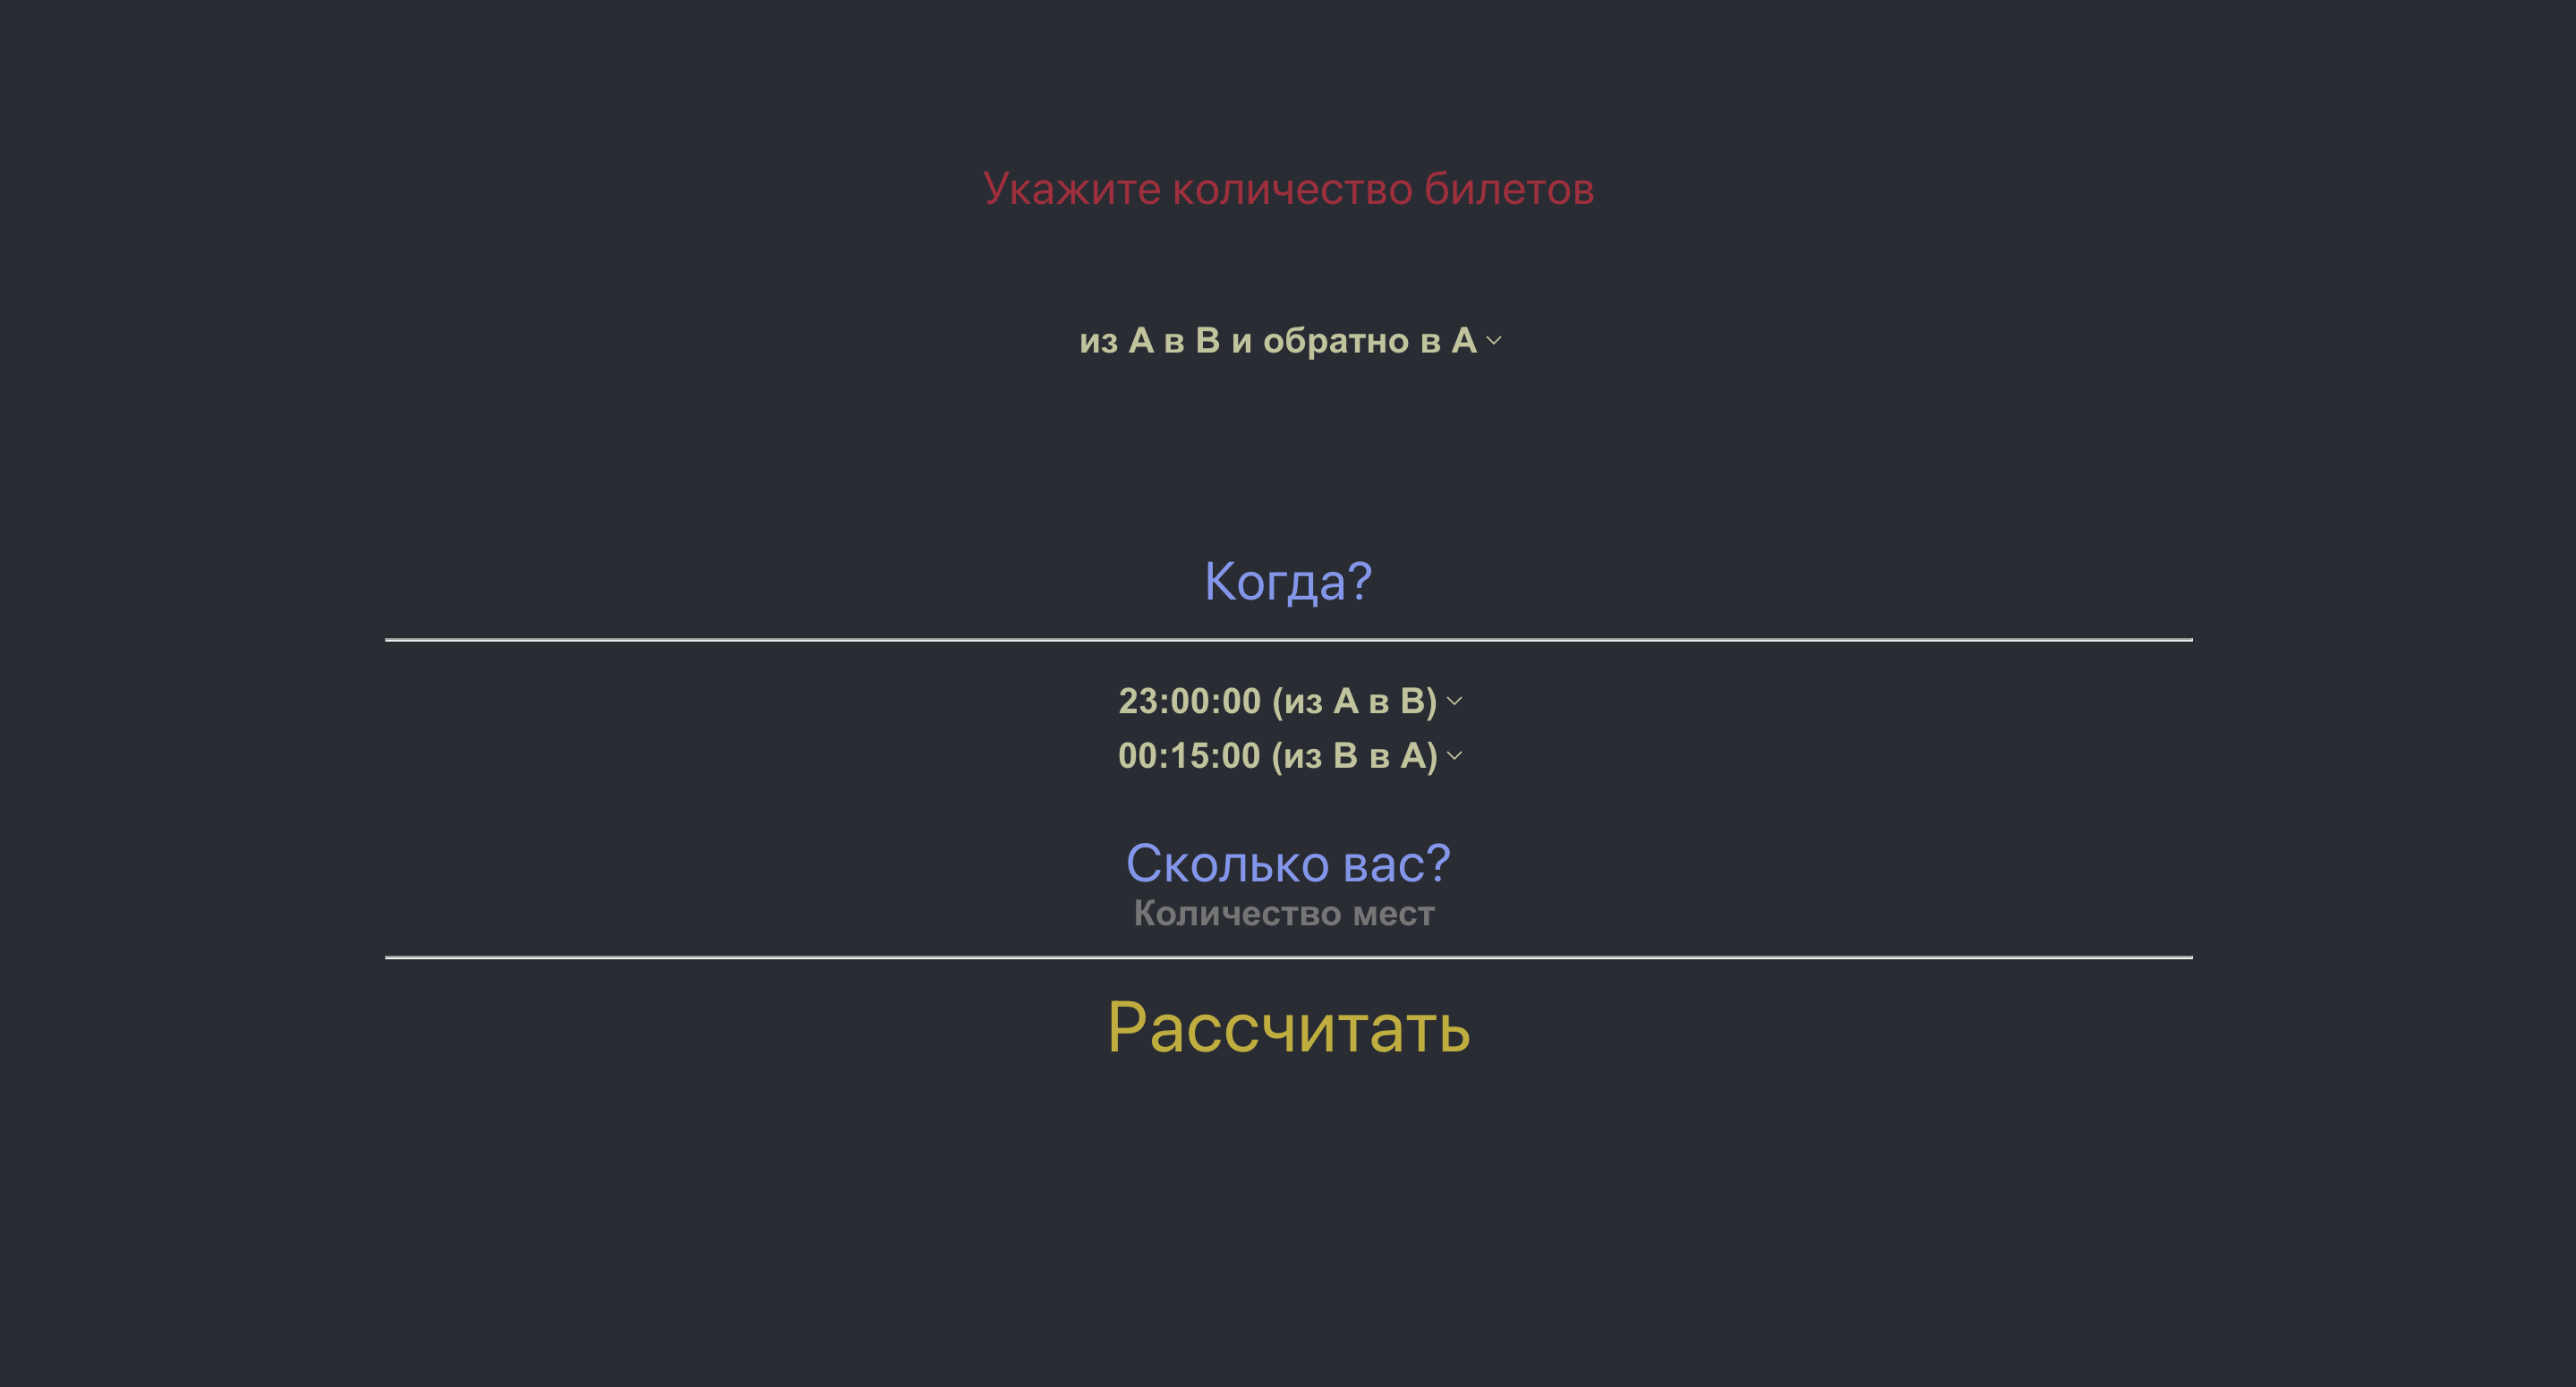 Укажите количество билетов
из A в B и обратно в A
Когда?
23:00:00 (из A в B)
00:15:00 (из B в A)
Сколько вас?
Количество мест
Рассчитать